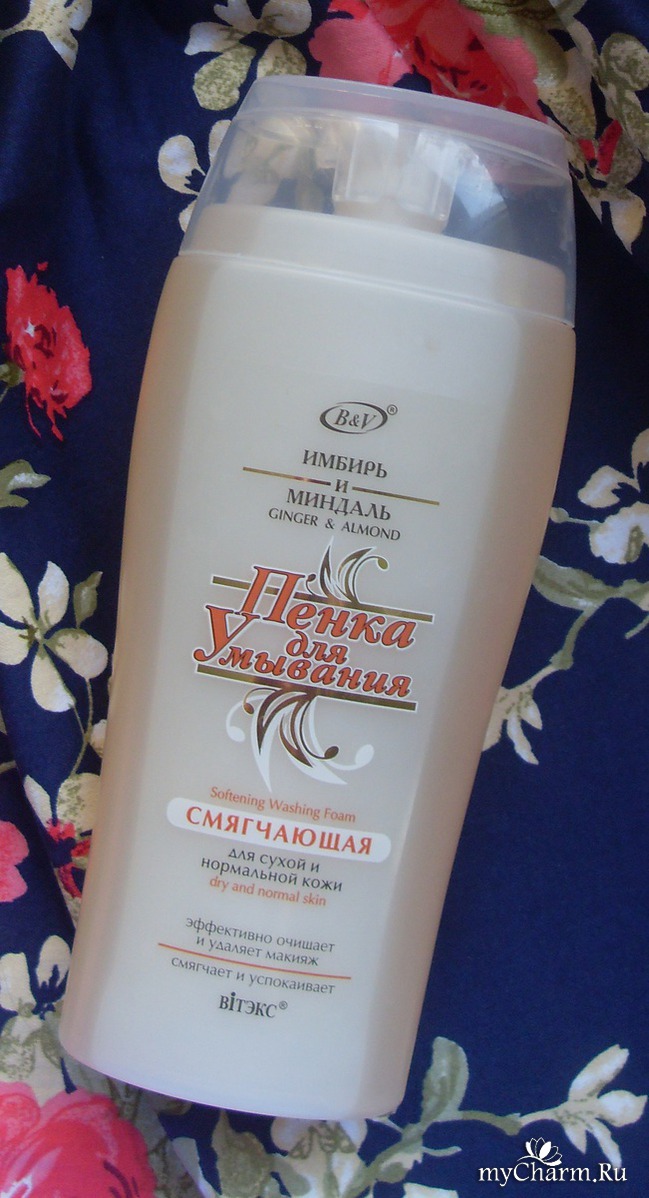 B&V®
ИМБИРЬ
И
МИНДАЛЬ
GINGER & ALMOND
Пенка
для
Умывания
Softening Washing Foam
СМЯГЧАЮЩАЯ
для сухой и
нормальной кожи
dry and normal skin
эффективно очищает
и удаляет макияж
смягчает и успокаивает
вiтэкс®
myCharm.Ru